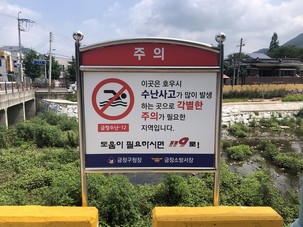 주 의
이곳은 호우시
수난사고가 많이 발생
하는 곳으로 각별한
주의가 필요한
지역입니다.
금정수난-12
도움이 필요하시면 119로!
금정구청장 금정소방서장